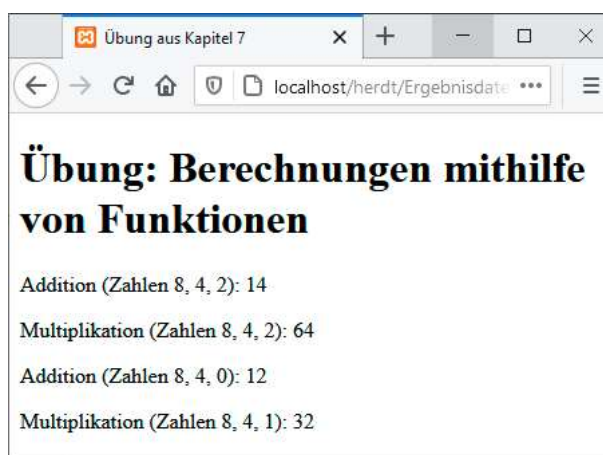 Übung aus Kapitel 7
localhost/herdt/Ergebnisdate
Übung: Berechnungen mithilfe
von Funktionen
Addition (Zahlen 8, 4, 2): 14
Multiplikation (Zahlen 8, 4, 2): 64
Addition (Zahlen 8, 4, 0): 12
Multiplikation (Zahlen 8, 4, 1): 32